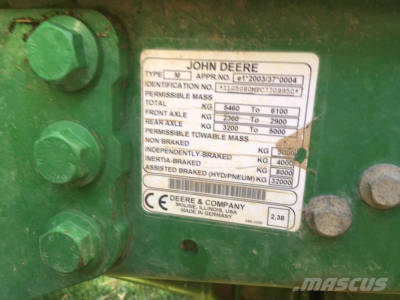 JOHN DEERE
TYPE M APPR.NO. e1*2003/37*0004
IDENTIFICATION NO.
PERMISSIBLE MASS
TOTAL KG 5460 To 6100
FRONT AXLE KG 2300 To 2900
REAR AXLE KG 3200 To 5000
PERMISSIBLE TOWABLE MASS
NON BRAKED KG
INDEPENDENTLY-BRAKED KG 4000
INERTIA-BRAKED KG 8000
ASSISTED BRAKED (HYD/PNEUM) KG 32000
CE DEERE & COMPANY
MOLINE, ILLINOIS, USA
MADE IN GERMANY
2,38
MASCUS